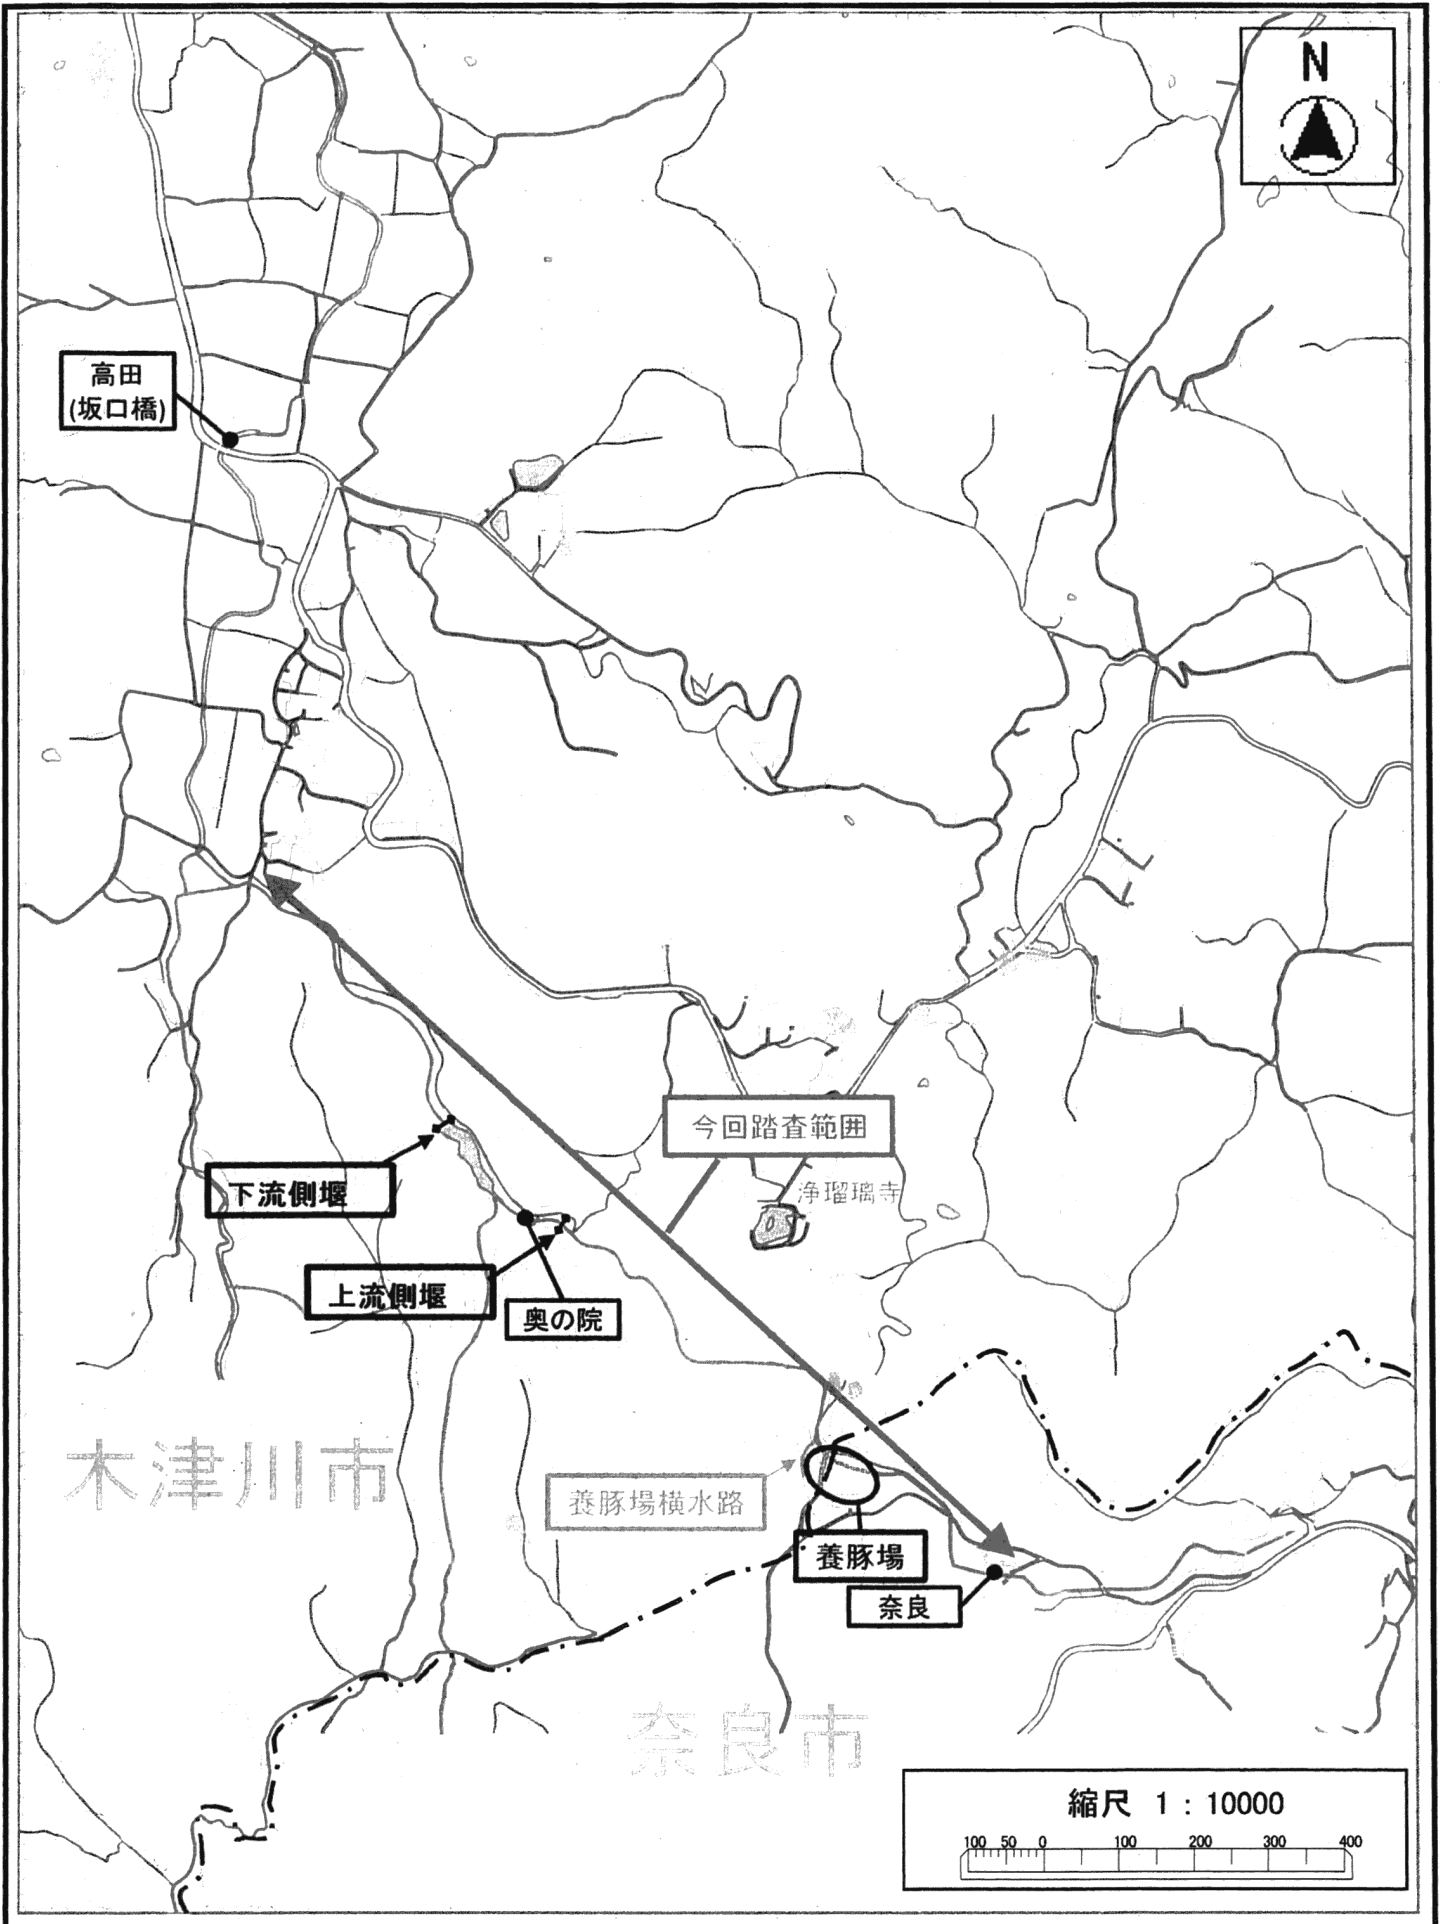 N
高田
(坂口橋)
今回踏査範囲
下流側堰
浄瑠璃寺
上流側堰
奥の院
木津川市
養豚場横水路
養豚場
奈良
奈良市
縮尺 1:10000
100 50 0 100 200 300 400